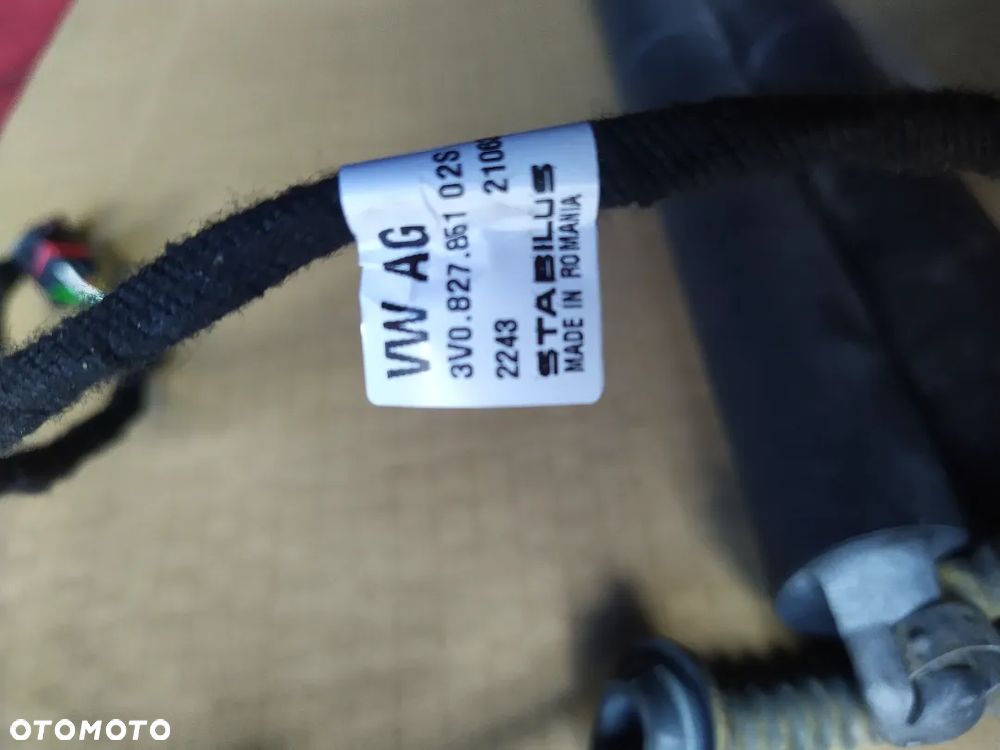 VW AG
3V0.827.851 02S
2243
STABILUS
MADE IN ROMANIA
OTOMOTO